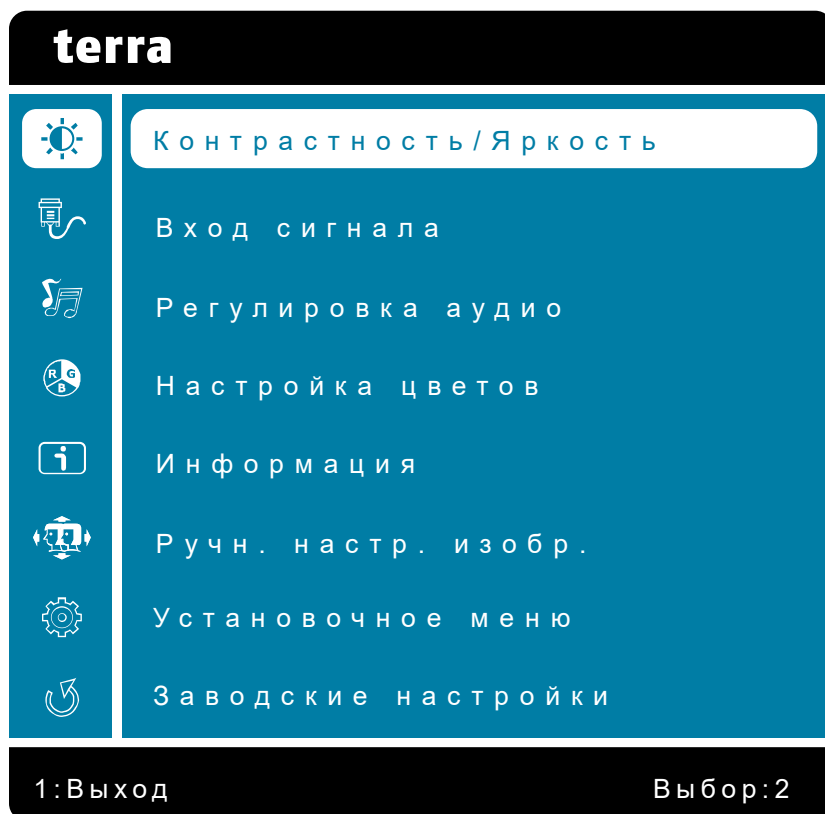 terra
Контрастность/Яркость
Вход сигнала
Регулировка аудио
R G
B
Настройка цветов
Информация
Ручн. настр. изобр.
Установочное меню
Заводские настройки
1:Выход
Выбор:2